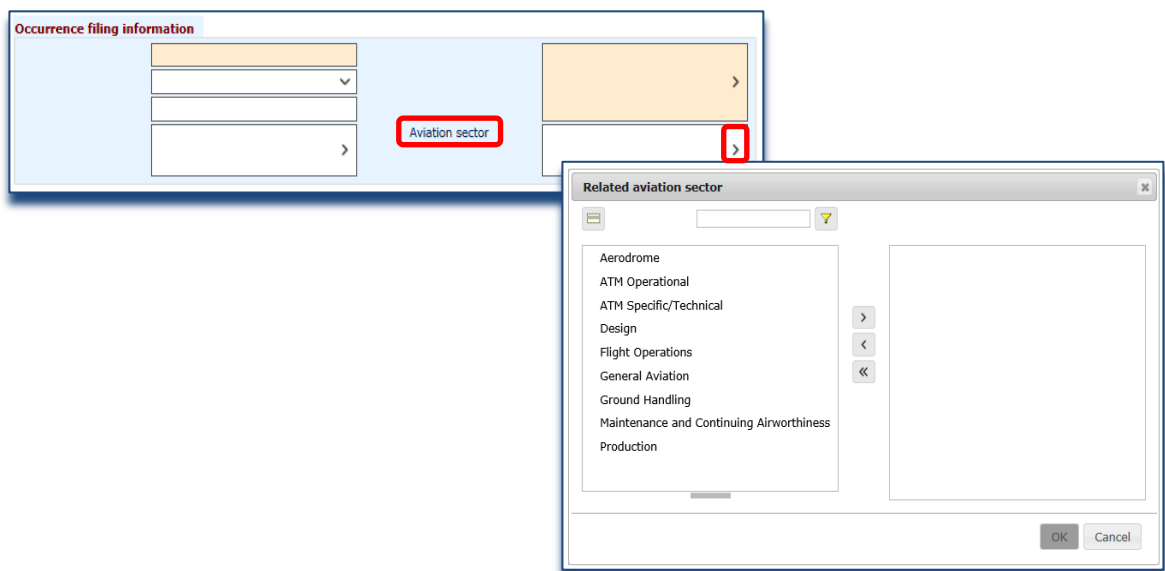 Occurrence filing information
Aviation sector
Related aviation sector
Aerodrome
ATM Operational
ATM Specific/Technical
Design
Flight Operations
General Aviation
Ground Handling
Maintenance and Continuing Airworthiness
Production
OK Cancel